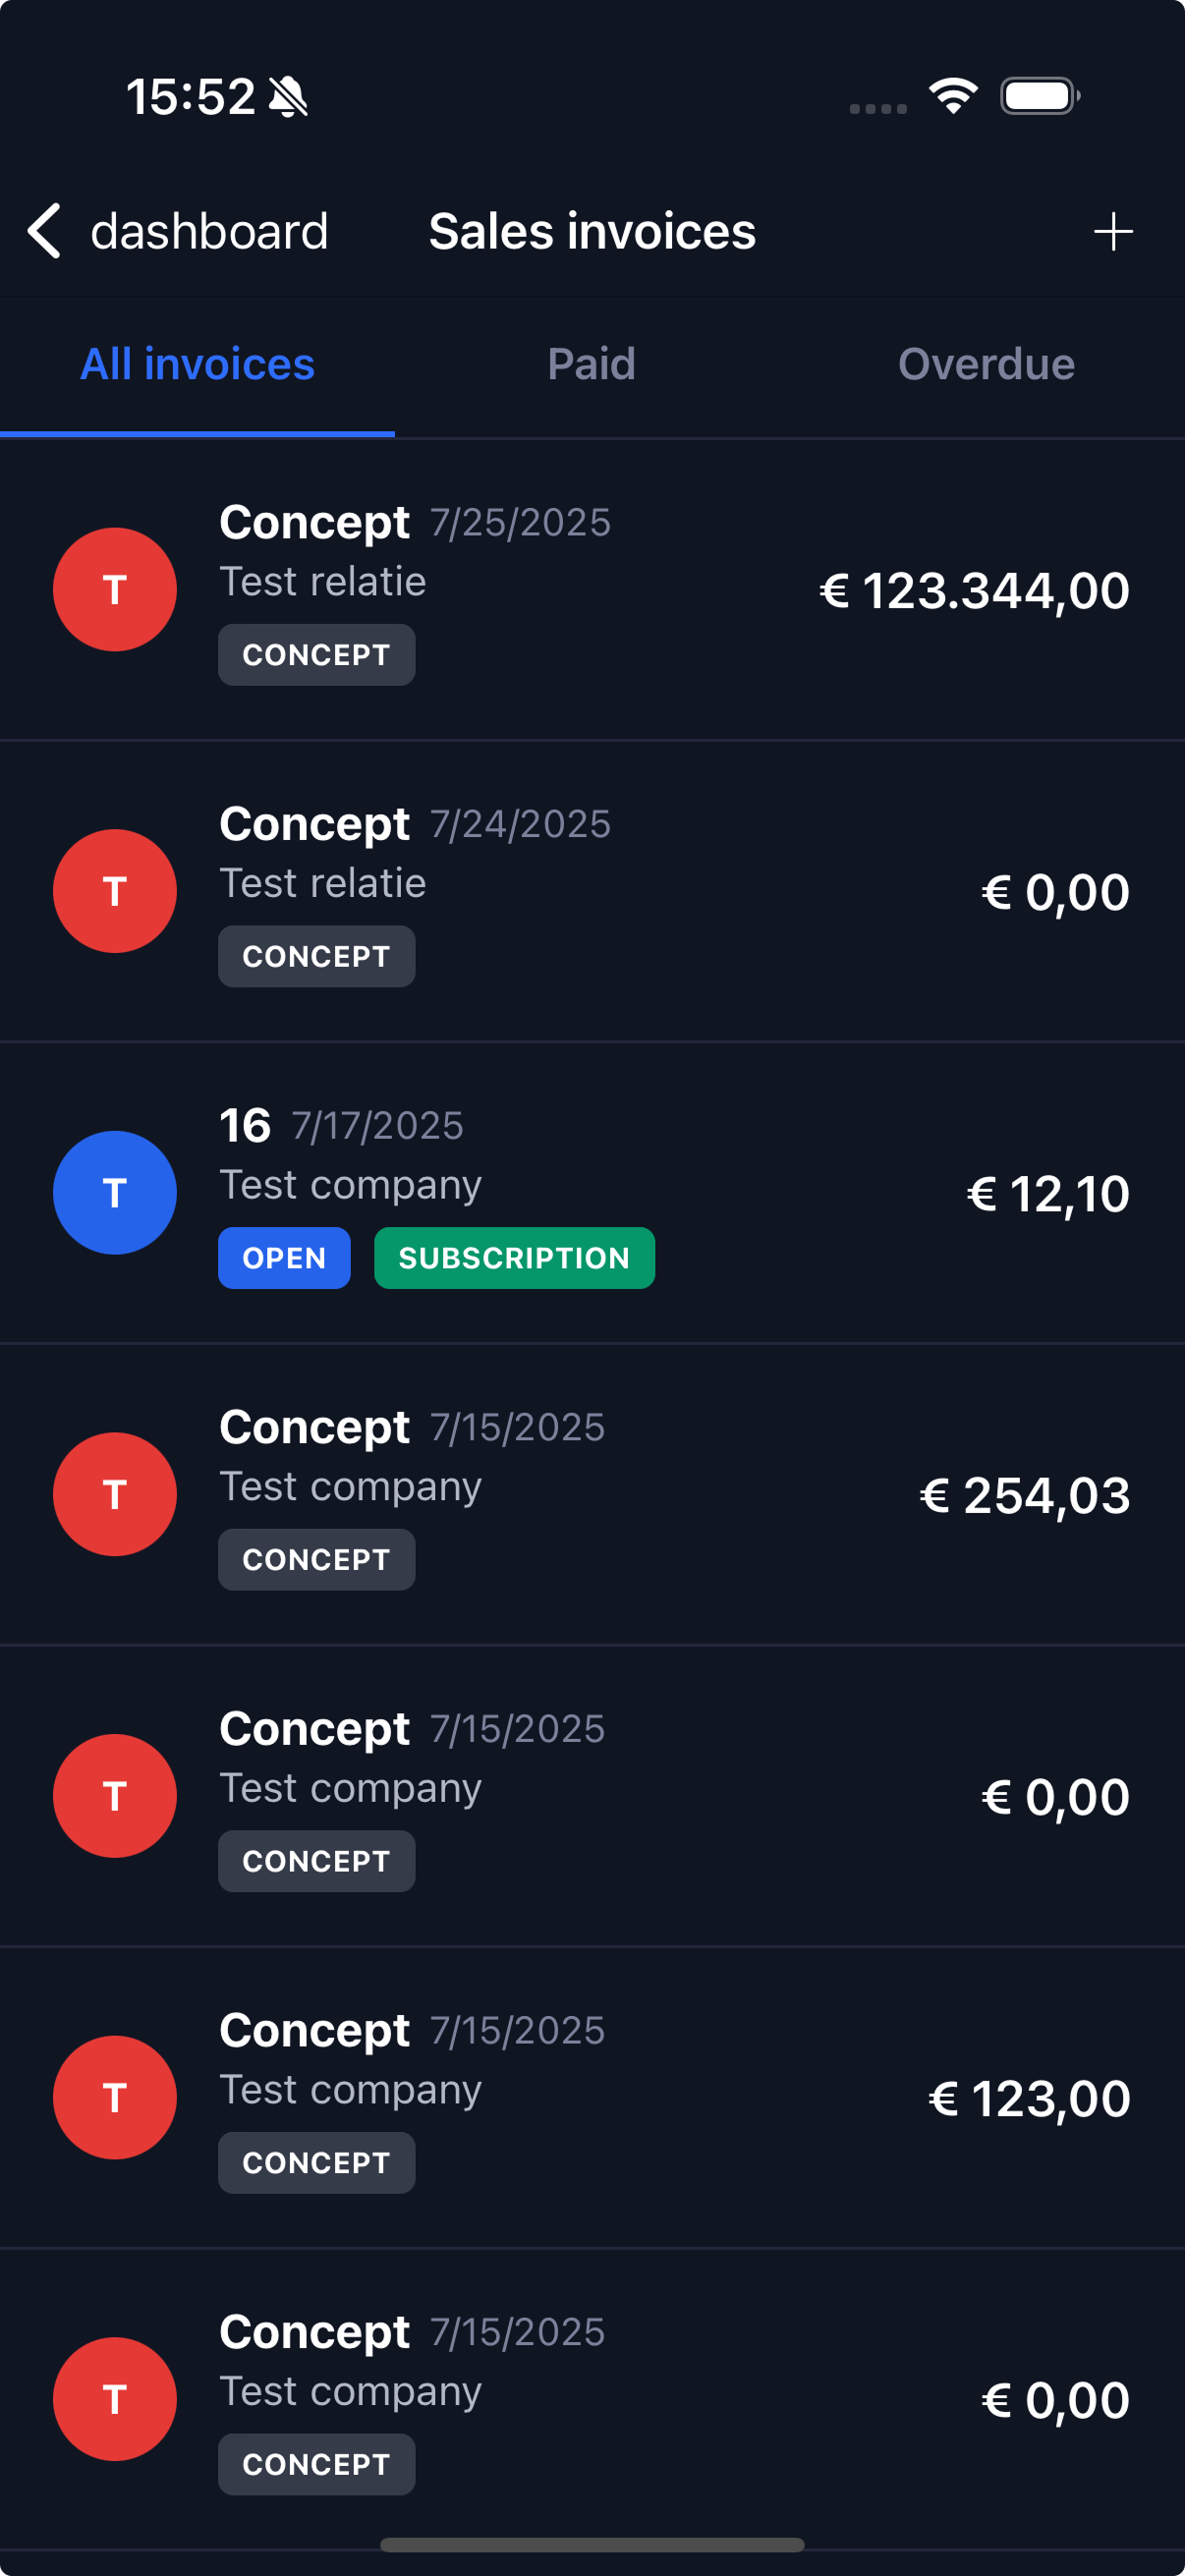 15:52
dashboard Sales invoices +
All invoices Paid Overdue
Concept 7/25/2025
T
Test relatie
€ 123.344,00
CONCEPT
Concept 7/24/2025
T
Test relatie
€ 0,00
CONCEPT
16 7/17/2025
T
Test company
€ 12,10
OPEN SUBSCRIPTION
Concept 7/15/2025
T
Test company
€ 254,03
CONCEPT
Concept 7/15/2025
T
Test company
€ 0,00
CONCEPT
Concept 7/15/2025
T
Test company
€ 123,00
CONCEPT
Concept 7/15/2025
T
Test company
€ 0,00
CONCEPT